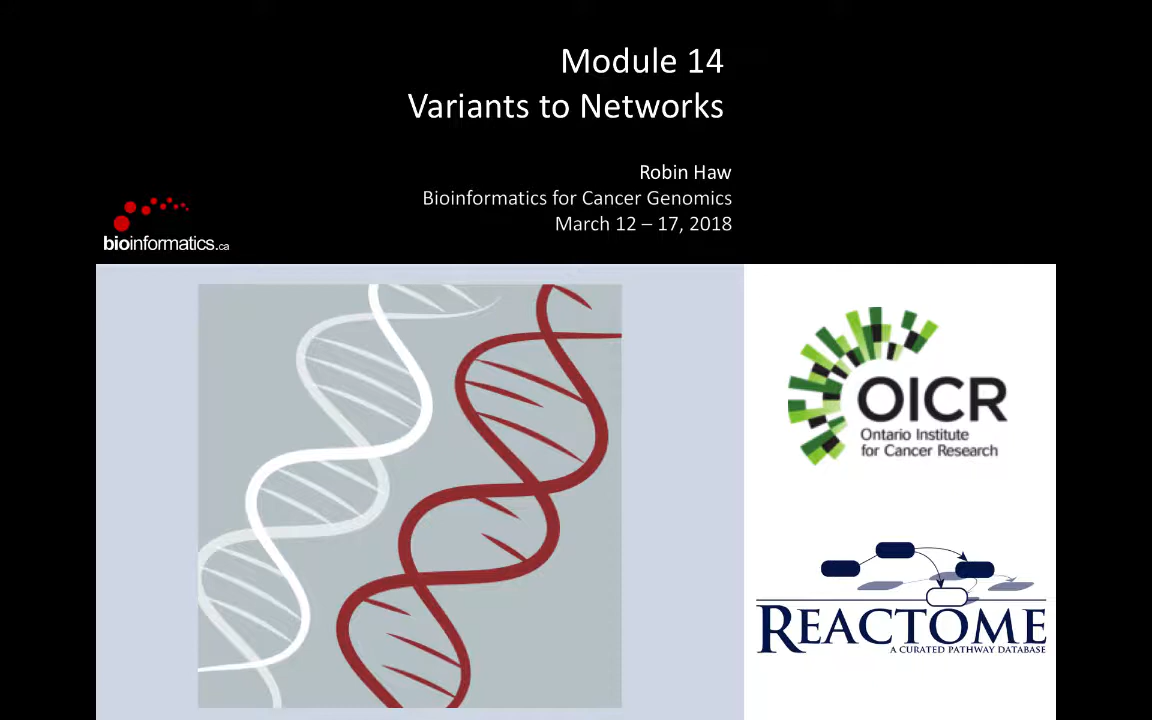 Module 14
Variants to Networks
Robin Haw
Bioinformatics for Cancer Genomics
March 12 – 17, 2018
bioinformatics.ca
OICR
Ontario Institute
for Cancer Research
REACTOME
A CURATED PATHWAY DATABASE